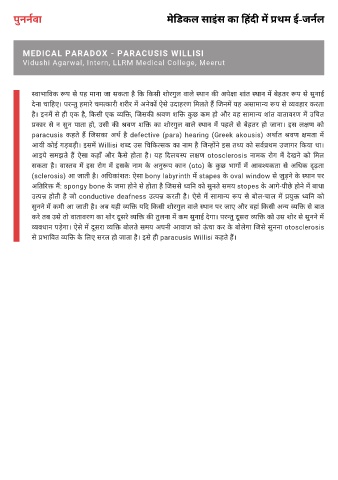 पुनर्नवा
मेडिकल साइंस का हिंदी में प्रथम ई-जर्नल
MEDICAL PARADOX - PARACUSIS WILLISI
Vidushi Agarwal, Intern, LLRM Medical College, Meerut
स्वाभाविक रूप से यह माना जा सकता है कि किसी शोरगुल वाले स्थान की अपेक्षा शांत स्थान में बेहतर रूप से सुनाई
देना चाहिए। परन्तु हमारे चमत्कारी शरीर में अनेकों ऐसे उदाहरण मिलते हैं जिनमें यह असामान्य रूप से व्यवहार करता
है। इनमें से ही एक है, किसी एक व्यक्ति, जिसकी श्रवण शक्ति कुछ कम हो और वह सामान्य शांत वातावरण में उचित
प्रकार से न सुन पाता हो, उसी की श्रवण शक्ति का शोरगुल वाले स्थान में पहले से बेहतर हो जाना। इस लक्षण को
paracusis कहते हैं जिसका अर्थ है defective (para) hearing (Greek akousis) अर्थात श्रवण क्षमता में
आयी कोई गड़बड़ी। इसमें Willisi शब्द उस चिकित्सक का नाम है जिन्होंने इस तथ्य को सर्वप्रथम उजागर किया था।
आइये समझते हैं ऐसा कहाँ और कैसे होता है। यह दिलचस्प लक्षण otosclerosis नामक रोग में देखने को मिल
सकता है। वास्तव में इस रोग में इसके नाम के अनुरूप कान (oto) के कुछ भागों में आवश्यकता से अधिक दृढ़ता
(sclerosis) आ जाती है। अधिकांशतः ऐसा bony labyrinth में stapes के oval window से जुड़ने के स्थान पर
अतिरिक्त में. spongy bone के जमा होने से होता है जिससे ध्वनि को सुनते समय stopes के आगे-पीछे होने में बाधा
उत्पन्न होती है जो conductive deafness उत्पन्न करती है। ऐसे में सामान्य रूप से बोल-चाल में प्रयुक्त ध्वनि को
सुनने में कमी आ जाती है। अब यही व्यक्ति यदि किसी शोरगुल वाले स्थान पर जाए और वहां किसी अन्य व्यक्ति से बात
करे तब उसे तो वातावरण का शोर दूसरे व्यक्ति की तुलना में कम सुनाई देगा। परन्तु दूसरा व्यक्ति को उस शोर से सुनने में
व्यवधान पड़ेगा। ऐसे में दूसरा व्यक्ति बोलते समय अपनी आवाज को ऊंचा कर के बोलेगा जिसे सुनना otosclerosis
से प्रभावित व्यक्ति के लिए सरल हो जाता है। इसे ही paracusis Willisi कहते हैं।